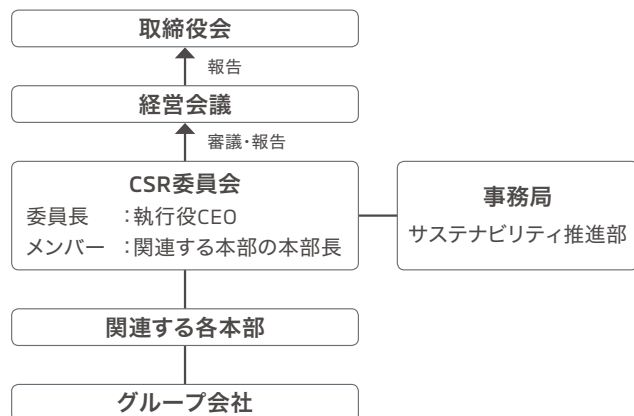 取締役会
報告
経営会議
審議・報告
CSR委員会
委員長 ：執行役CEO
メンバー ：関連する本部の本部長
事務局
サステナビリティ推進部
関連する各本部
グループ会社